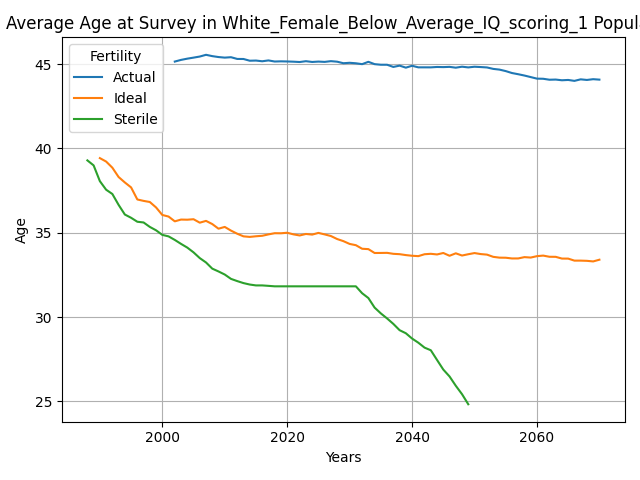 Average Age at Survey in White_Female_Below_Average_IQ_scoring_1 Popul
Fertility
Actual
Ideal
Sterile
45
40
35
30
25
Age
2000
2020
2040
2060
Years